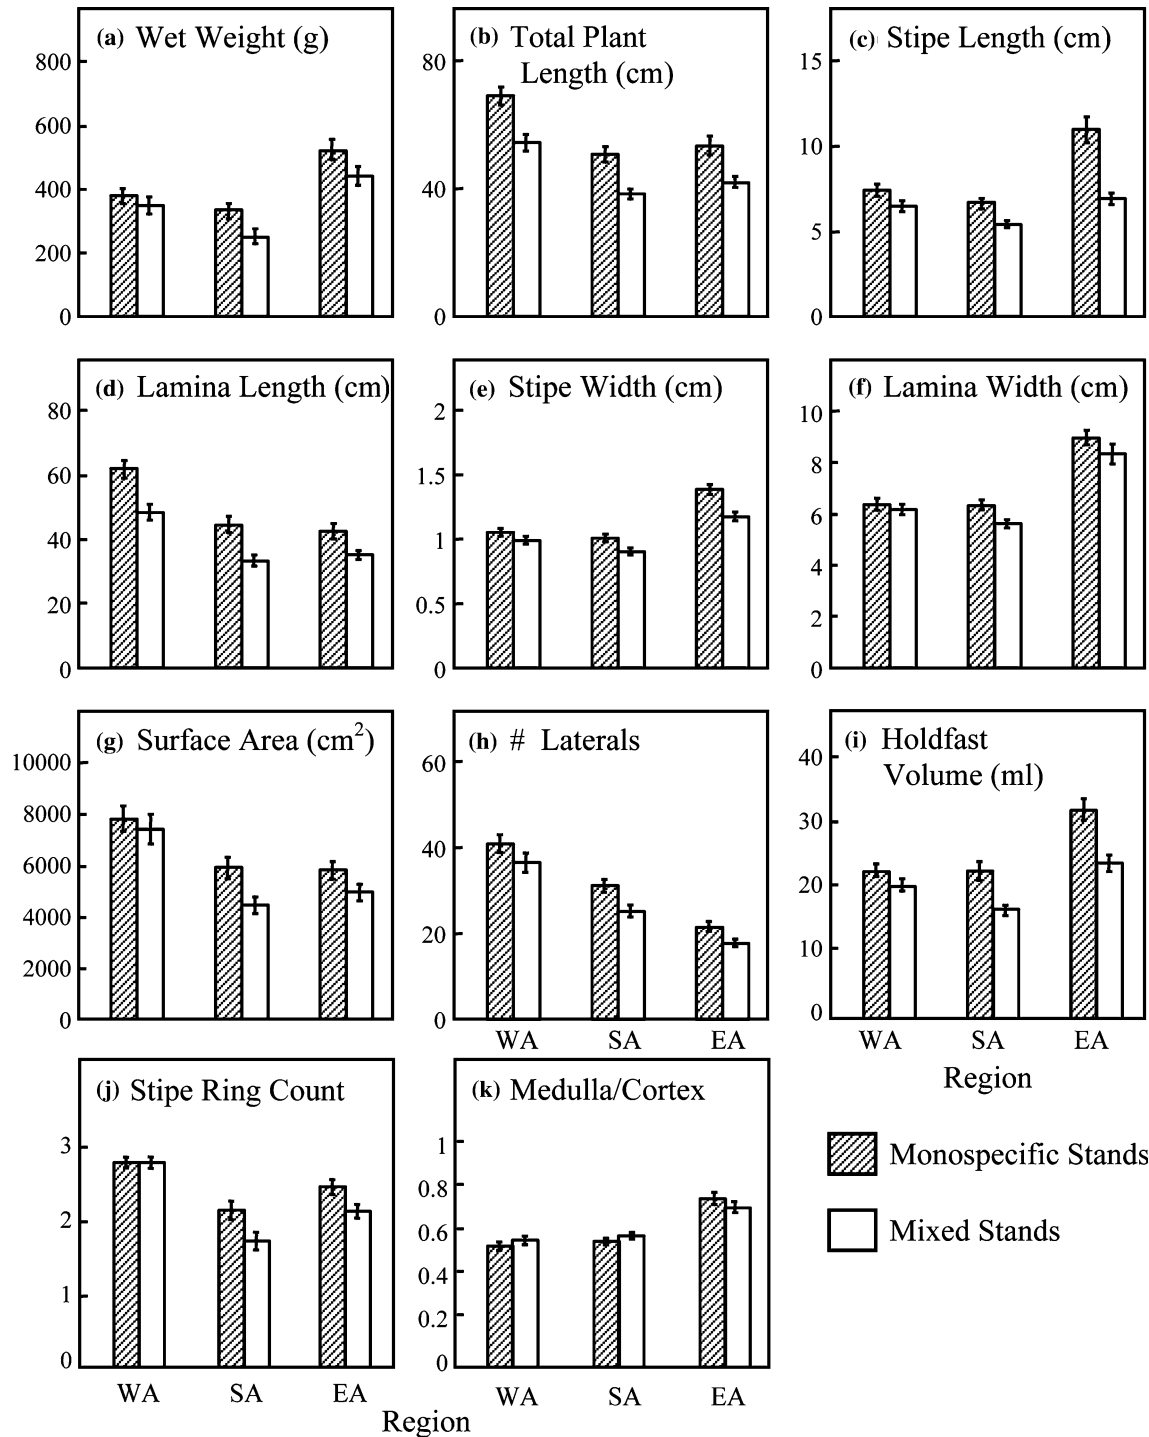 (a) Wet Weight (g)
800
600
400
200
0
(b) Total Plant
Length (cm)
80
40
0
(c) Stipe Length (cm)
15
10
5
0
(d) Lamina Length (cm)
80
60
40
20
0
(e) Stipe Width (cm)
2
1.5
1
0.5
0
(f) Lamina Width (cm)
10
8
6
4
2
0
(g) Surface Area (cm²)
10000
8000
6000
4000
2000
0
(h) # Laterals
60
40
20
0
WA SA EA
(i) Holdfast
Volume (ml)
40
30
20
10
0
WA SA EA
Region
(j) Stipe Ring Count
3
2
1
0
WA SA EA
(k) Medulla/Cortex
1
0.8
0.6
0.4
0.2
0
WA SA EA
Region
Monospecific Stands
Mixed Stands